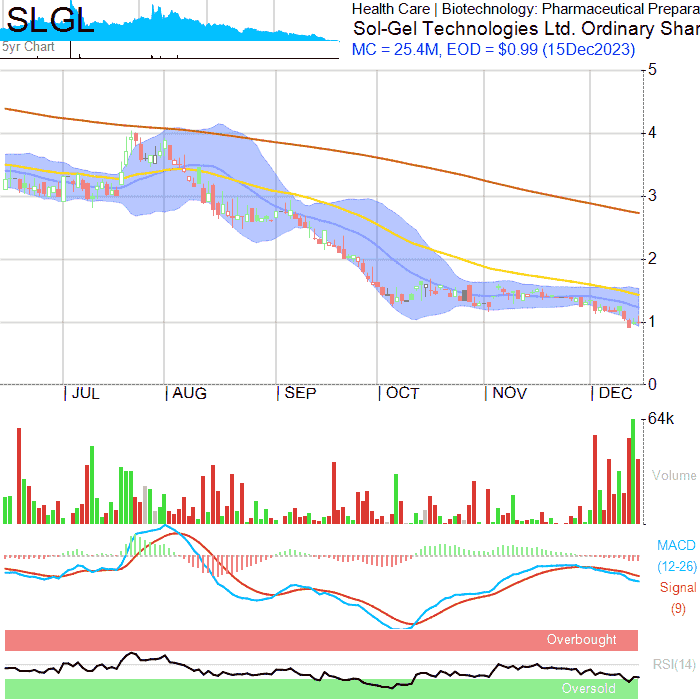 SLGL
5yr Chart
Health Care | Biotechnology: Pharmaceutical Prepara
Sol-Gel Technologies Ltd. Ordinary Shar
MC = 25.4M, EOD = $0.99 (15Dec2023)
5
4
3
2
1
0
JUL AUG SEP OCT NOV DEC
64k
Volume
MACD
(12-26)
Signal
(9)
Overbought
RSI(14)
Oversold